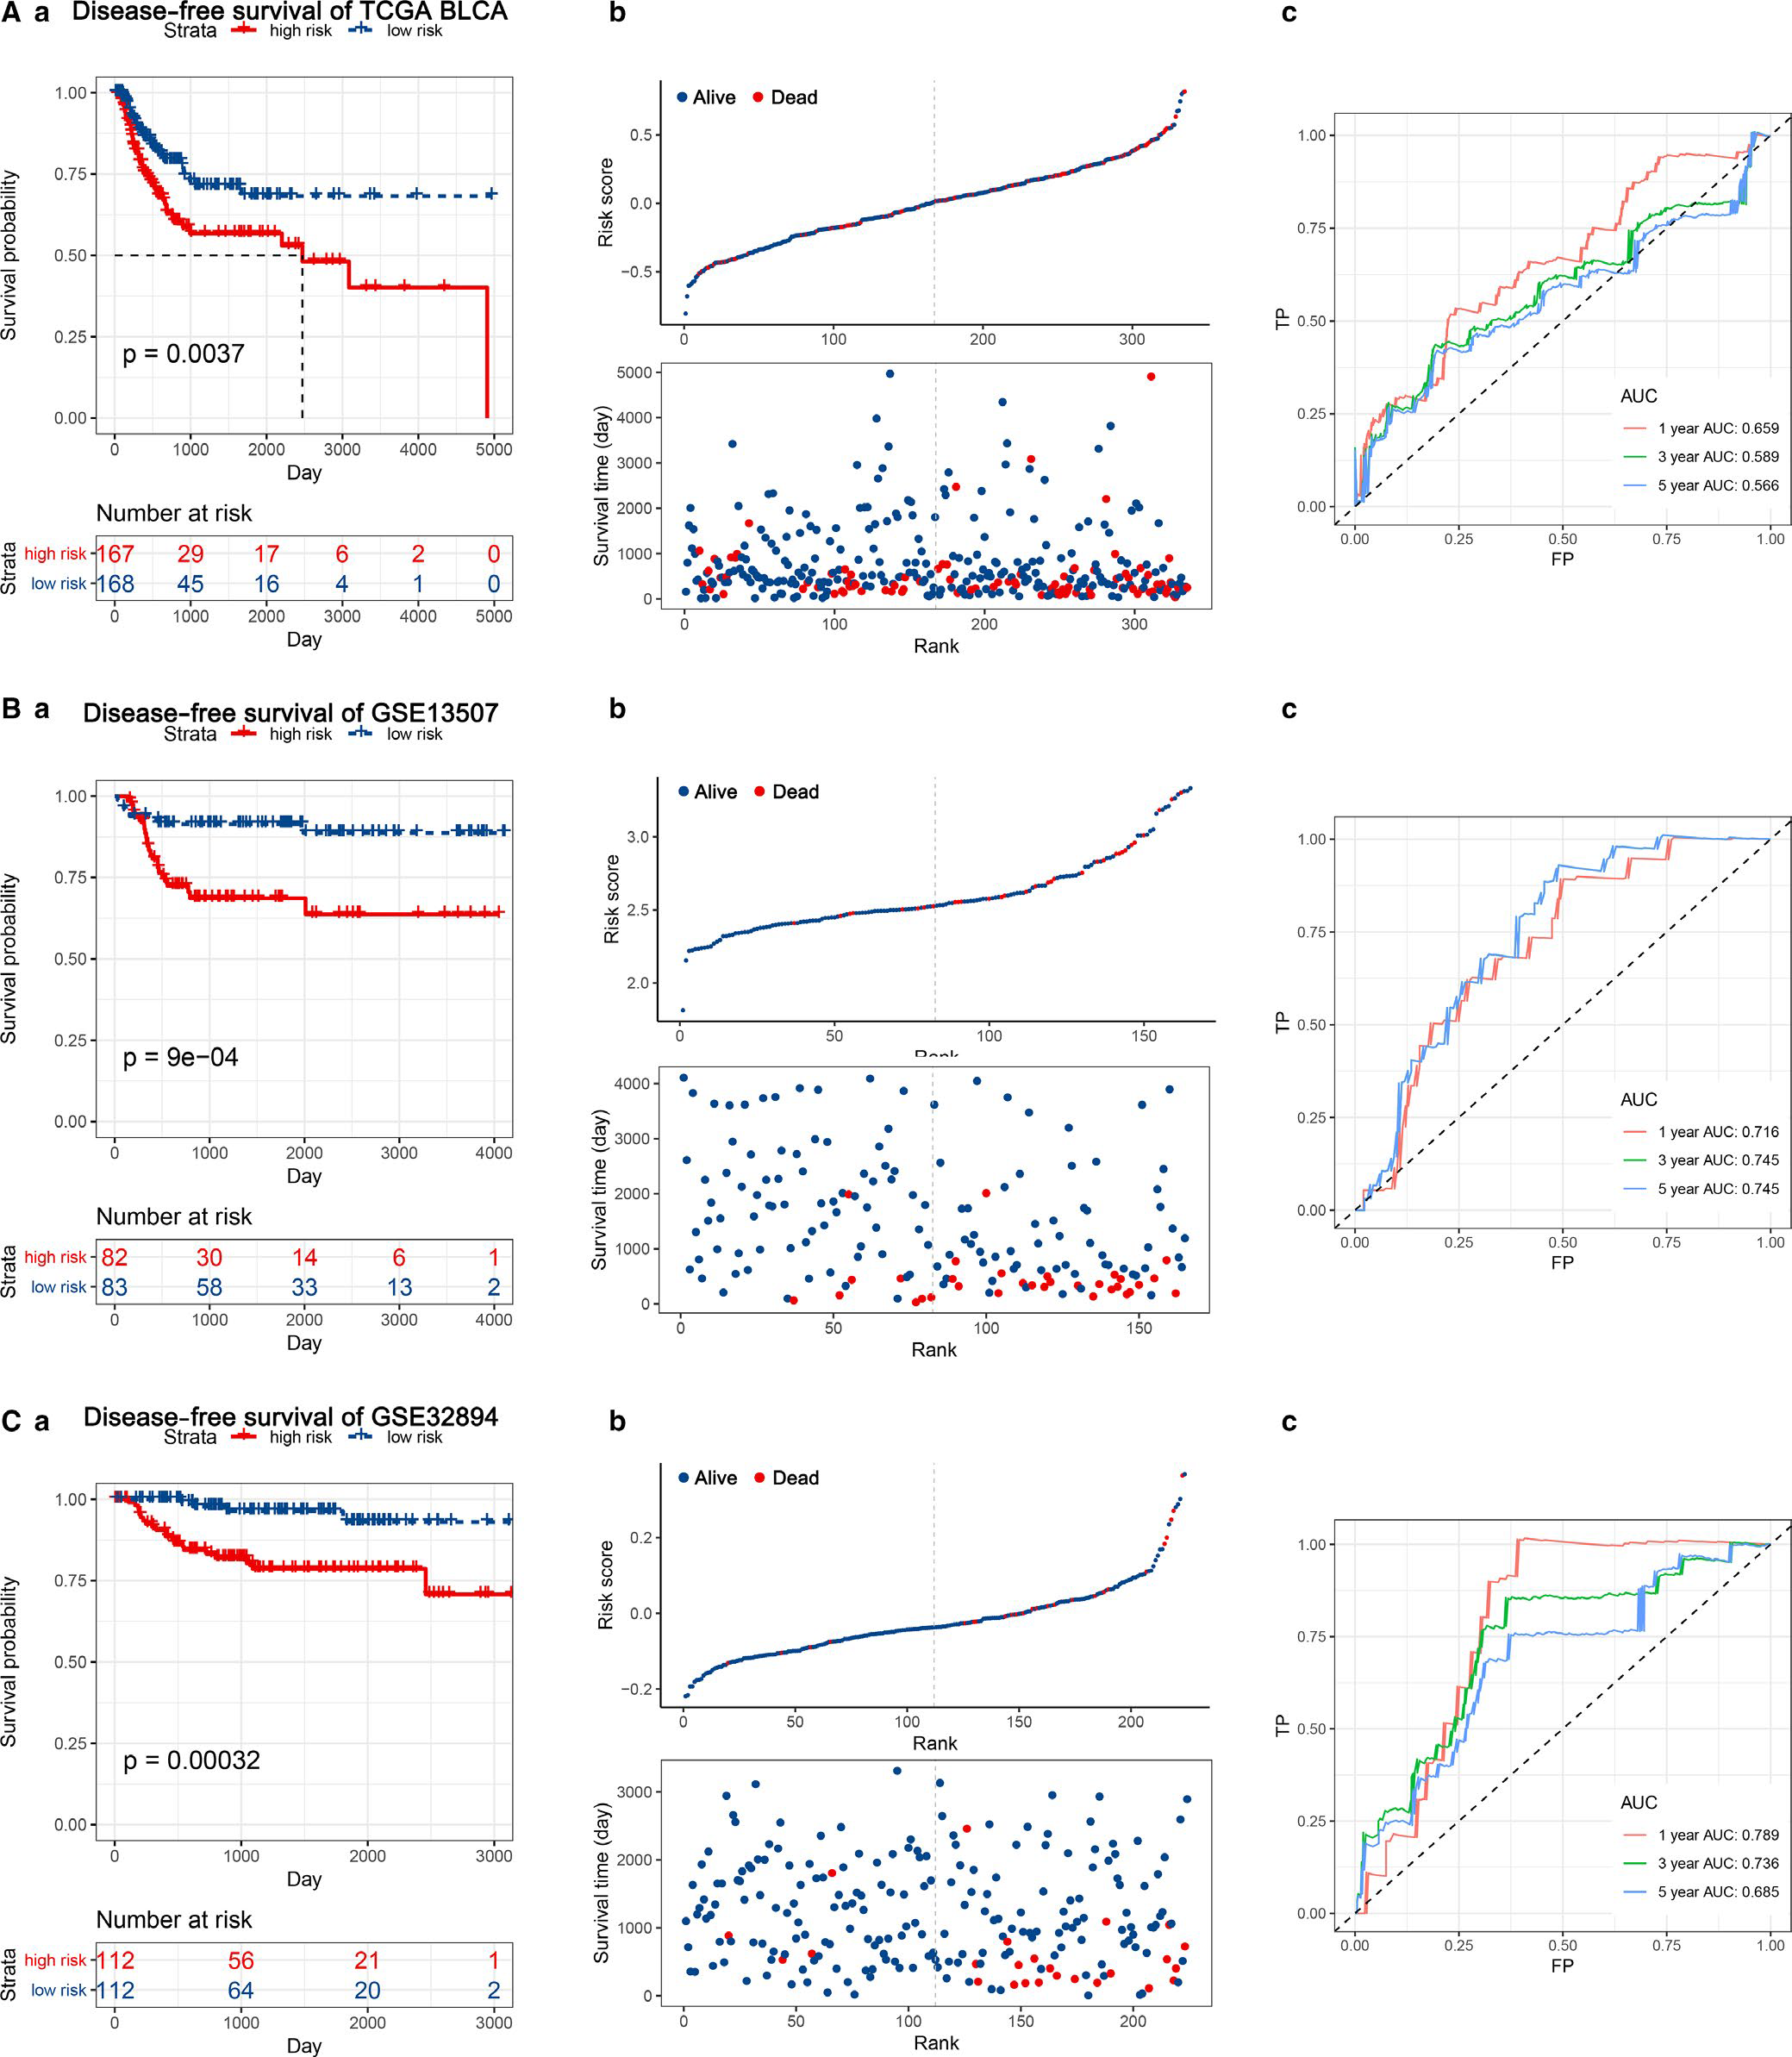 A a Disease-free survival of TCGA BLCA
Strata high risk low risk
Survival probability
1.00
0.75
0.50
0.25
0.00
p = 0.0037
0 1000 2000 3000 4000 5000
Day
Number at risk
Strata
high risk 167 29 17 6 2 0
low risk 168 45 16 4 1 0
0 1000 2000 3000 4000 5000
Day
b
Alive Dead
Risk score
0.5
0.0
−0.5
0 100 200 300
Survival time (day)
5000
4000
3000
2000
1000
0
0 100 200 300
Rank
c
TP
1.00
0.75
0.50
0.25
0.00
AUC
1 year AUC: 0.659
3 year AUC: 0.589
5 year AUC: 0.566
0.00 0.25 0.50 0.75 1.00
FP
B a Disease-free survival of GSE13507
Strata high risk low risk
Survival probability
1.00
0.75
0.50
0.25
0.00
p = 9e−04
0 1000 2000 3000 4000
Day
Number at risk
Strata
high risk 82 30 14 6 1
low risk 83 58 33 13 2
0 1000 2000 3000 4000
Day
b
Alive Dead
Risk score
3.0
2.5
2.0
0 50 100 150
Rank
Survival time (day)
4000
3000
2000
1000
0
0 50 100 150
Rank
c
TP
1.00
0.75
0.50
0.25
0.00
AUC
1 year AUC: 0.716
3 year AUC: 0.745
5 year AUC: 0.745
0.00 0.25 0.50 0.75 1.00
FP
C a Disease-free survival of GSE32894
Strata high risk low risk
Survival probability
1.00
0.75
0.50
0.25
0.00
p = 0.00032
0 1000 2000 3000
Day
Number at risk
Strata
high risk 112 56 21 1
low risk 112 64 20 2
0 1000 2000 3000
Day
b
Alive Dead
Risk score
0.2
0.0
−0.2
0 50 100 150 200
Rank
Survival time (day)
3000
2000
1000
0
0 50 100 150 200
Rank
c
TP
1.00
0.75
0.50
0.25
0.00
AUC
1 year AUC: 0.789
3 year AUC: 0.736
5 year AUC: 0.685
0.00 0.25 0.50 0.75 1.00
FP